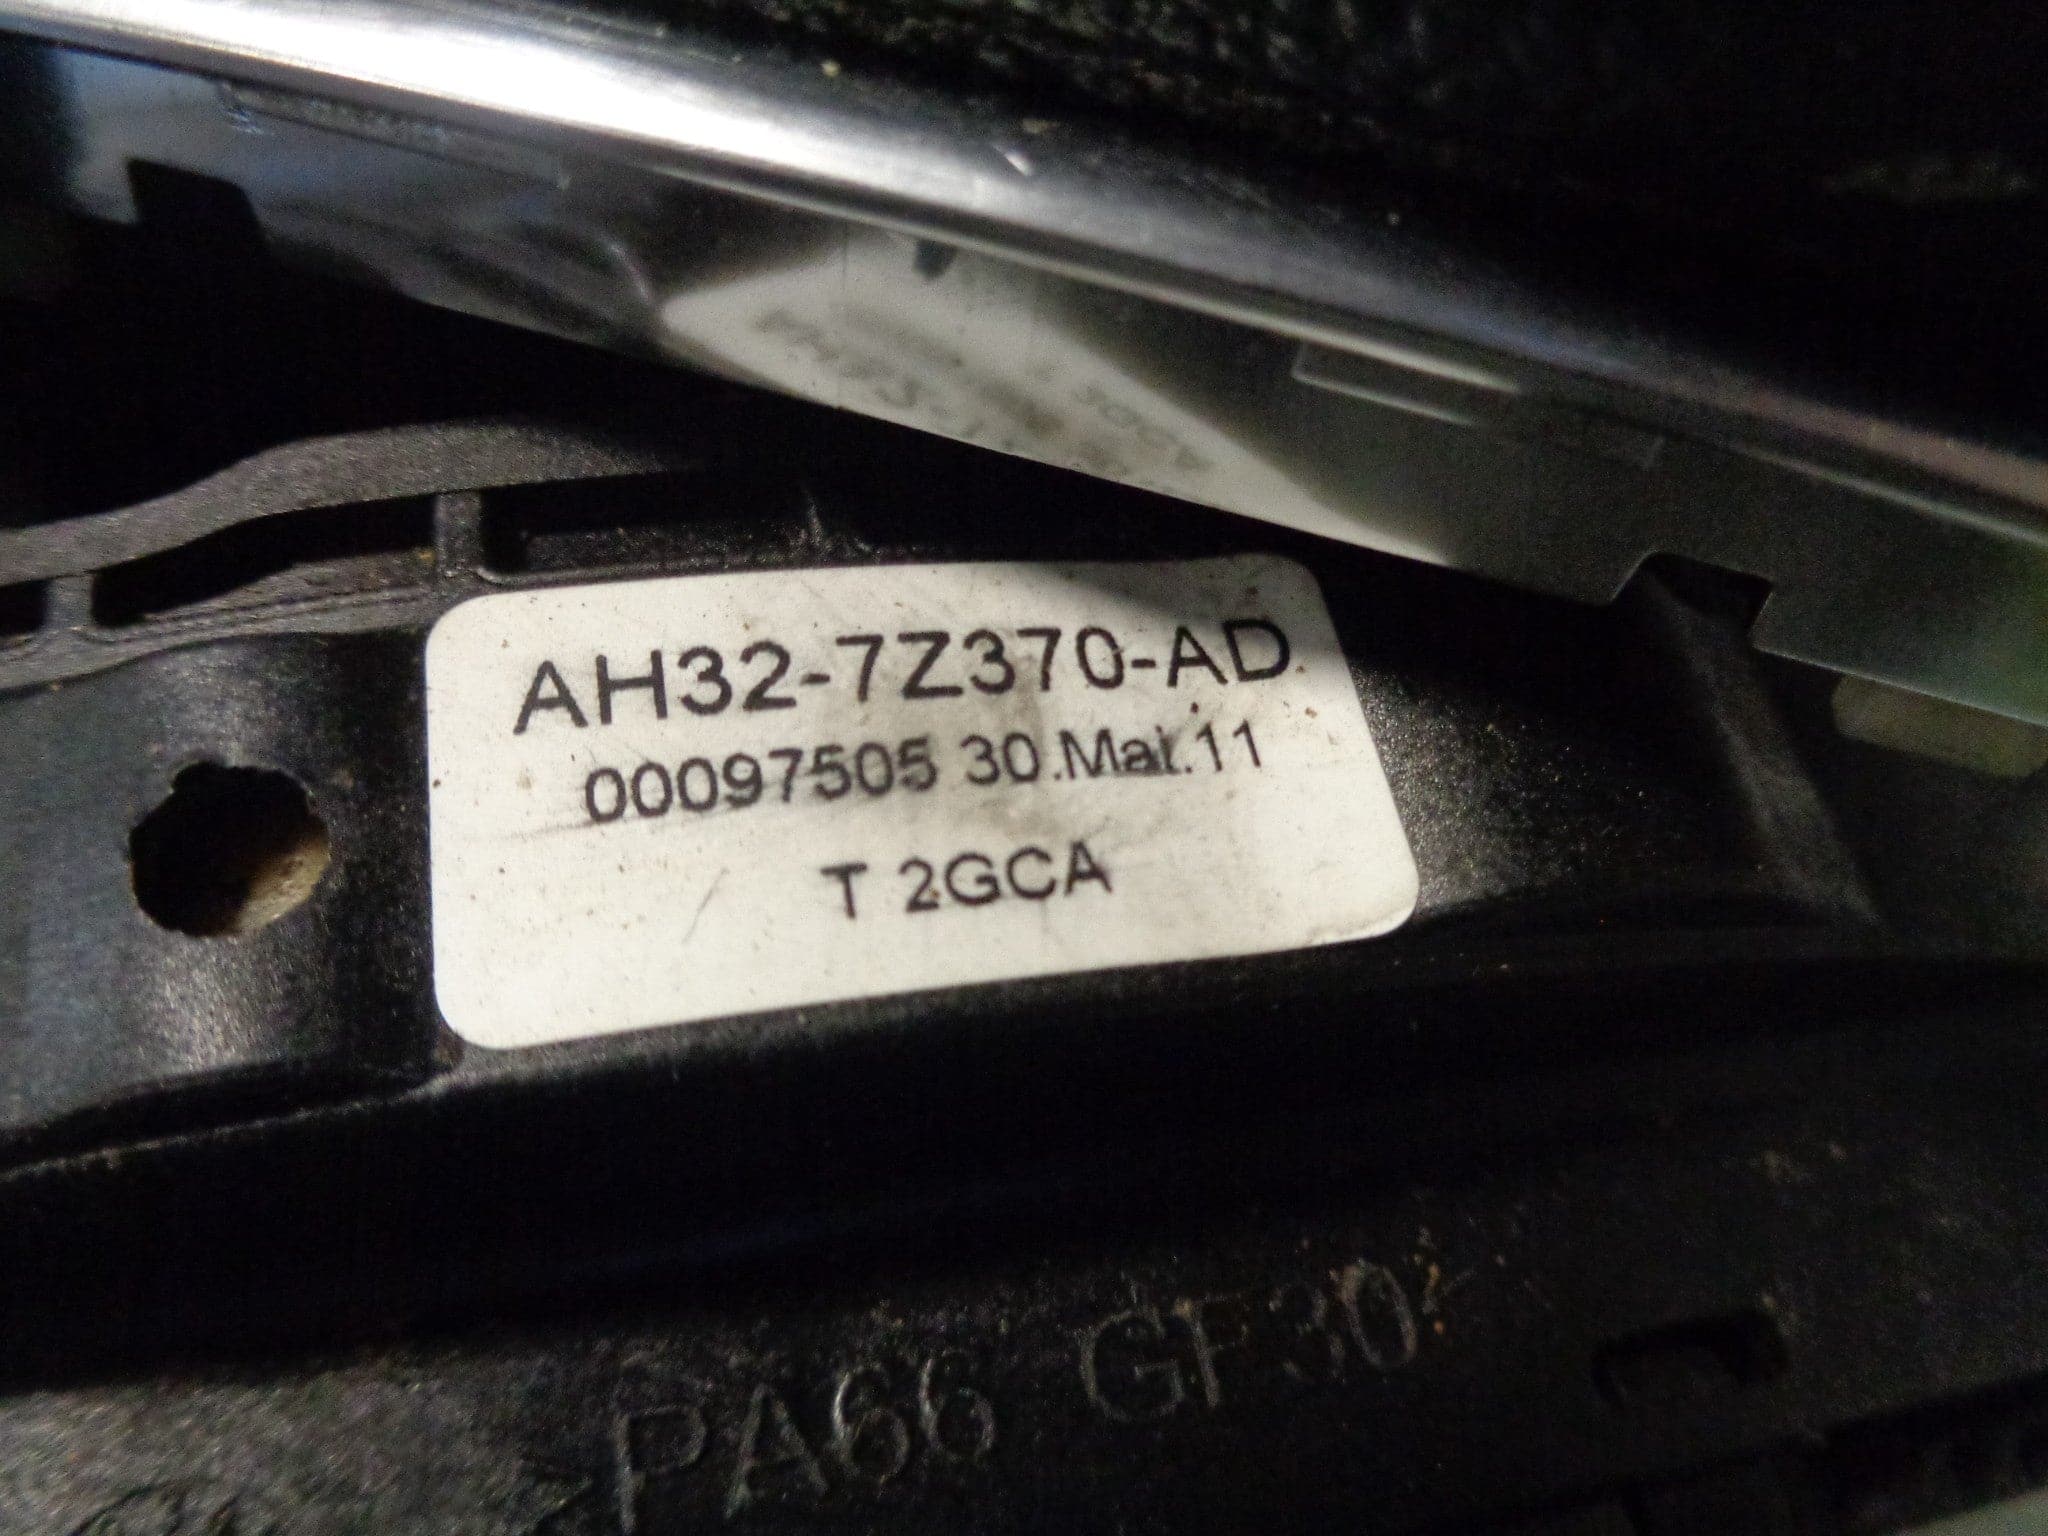 AH32-7Z370-AD
00097505 30.Mai.11
T 2GCA
>PA66 GF30<